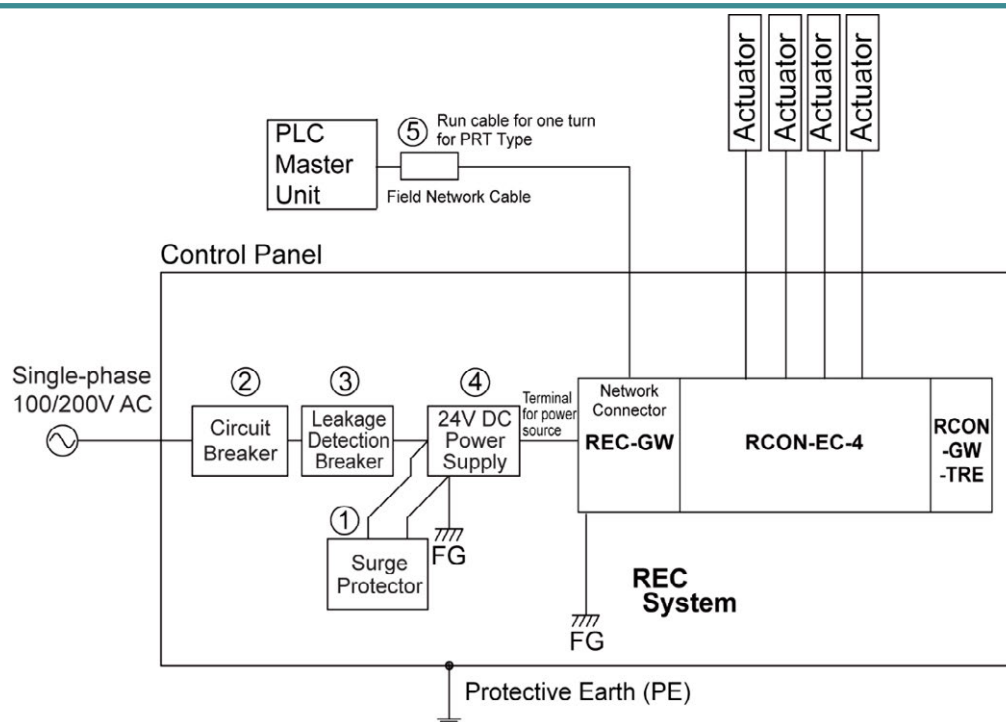 Actuator
Actuator
Actuator
Actuator
PLC
Master
Unit
⑤
Run cable for one turn
for PRT Type
Field Network Cable
Control Panel
Single-phase
100/200V AC
②
Circuit
Breaker
③
Leakage
Detection
Breaker
④
24V DC
Power
Supply
Terminal
for power
source
Network
Connector
REC-GW
RCON-EC-4
RCON
-GW
-TRE
①
Surge
Protector
FG
REC
System
FG
Protective Earth (PE)